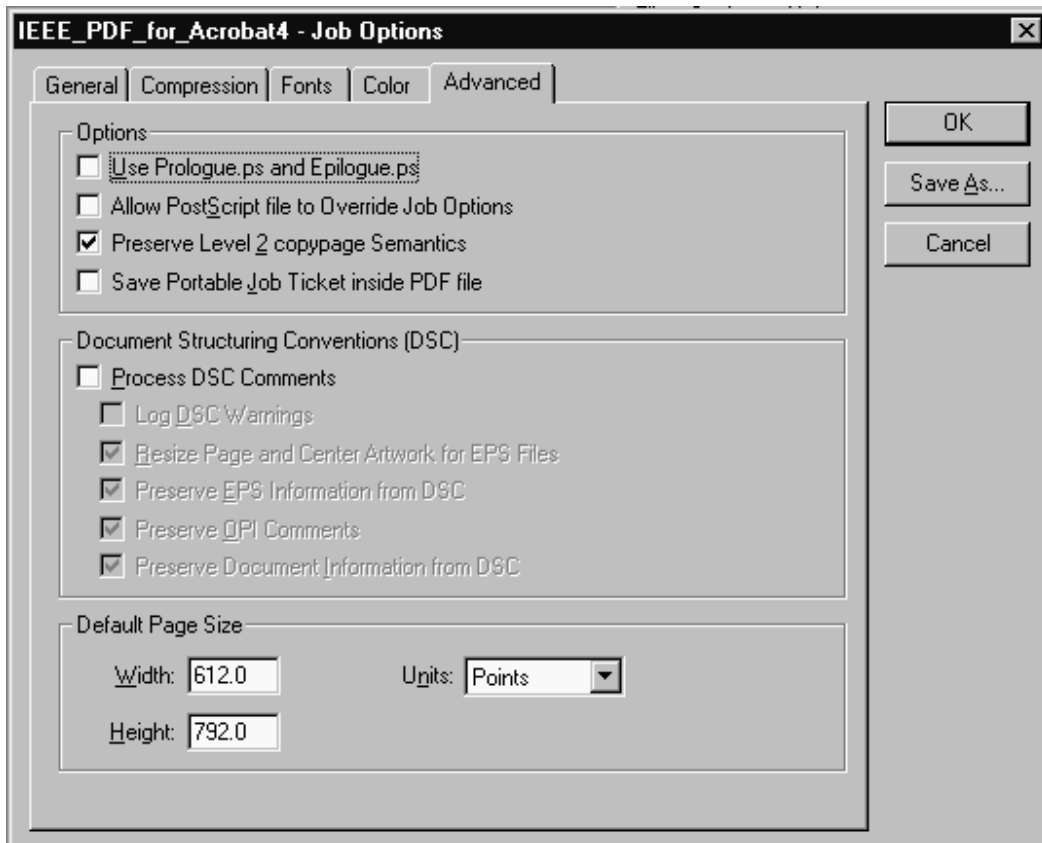 IEEE_PDF_for_Acrobat4 - Job Options
General Compression Fonts Color Advanced
OK
Save As...
Cancel
Options
Use Prologue.ps and Epilogue.ps
Allow PostScript file to Override Job Options
Preserve Level 2 copypage Semantics
Save Portable Job Ticket inside PDF file
Document Structuring Conventions (DSC)
Process DSC Comments
Log DSC Warnings
Resize Page and Center Artwork for EPS Files
Preserve EPS Information from DSC
Preserve OPI Comments
Preserve Document Information from DSC
Default Page Size
Width: 612.0 Units: Points
Height: 792.0